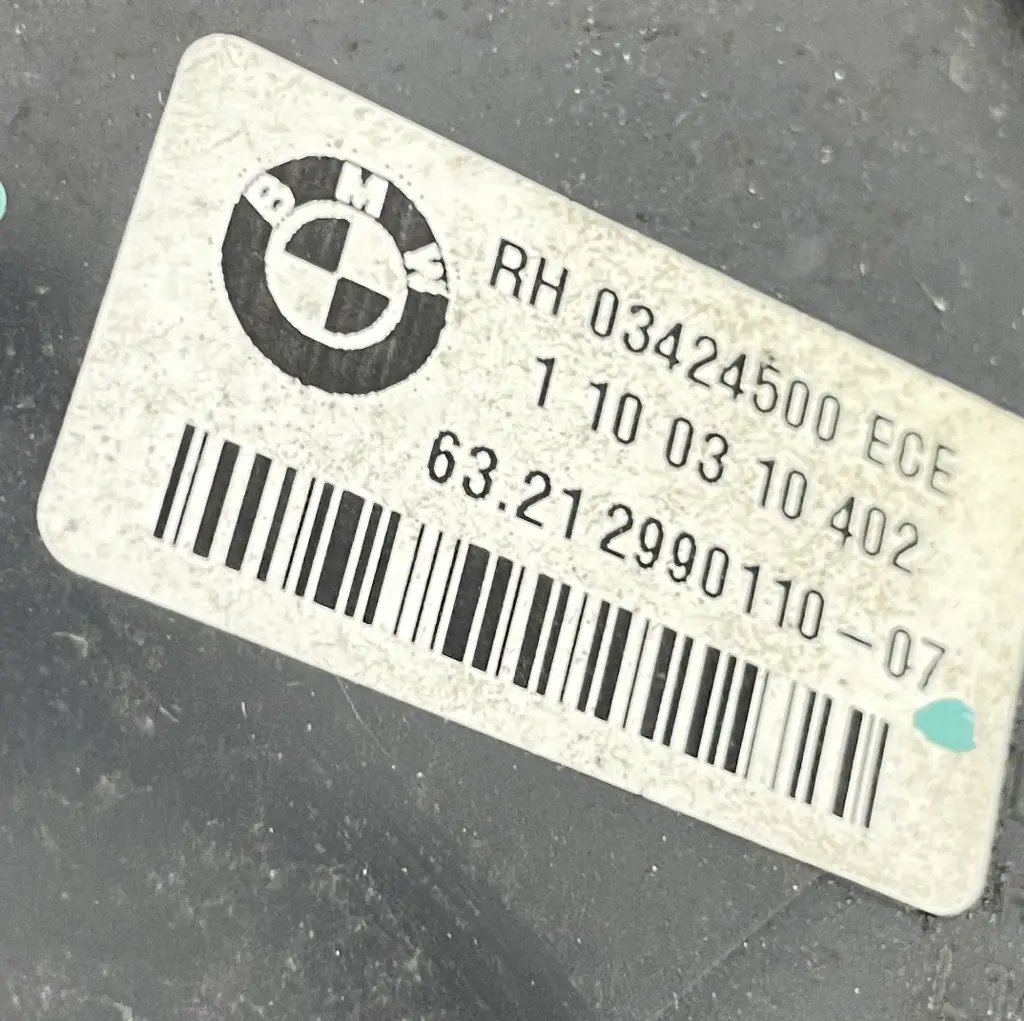 BMW
RH 03424500 ECE
1 10 03 10 402
63.21 2990110-07